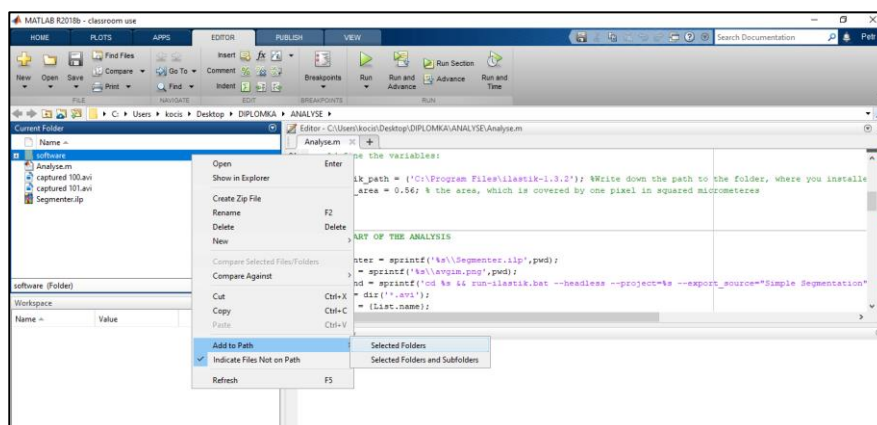 MATLAB R2018b - classroom use
HOME PLOTS APPS EDITOR PUBLISH VIEW
Search Documentation Petr
New Open Save
Find Files
Compare
Print
Go To
Find
Insert fx
Comment
Indent
Breakpoints
Run
Run and Advance
Run Section
Advance
Run and Time
FILE NAVIGATE EDIT BREAKPOINTS RUN
C: Users kocis Desktop DIPLOMKA ANALYSE
Current Folder
Name
software
Analyse.m
captured 100.avi
captured 101.avi
Segmenter.ilp
software (Folder)
Workspace
Name Value
Open Enter
Show in Explorer
Create Zip File
Rename F2
Delete Delete
New
Compare Selected Files/Folders
Compare Against
Cut Ctrl+X
Copy Ctrl+C
Paste Ctrl+V
Add to Path
Indicate Files Not on Path
Refresh F5
Selected Folders
Selected Folders and Subfolders
Editor - C:\Users\kocis\Desktop\DIPLOMKA\ANALYSE\Analyse.m
Analyse.m +
ne the variables:
ik_path = ('C:\Program Files\ilastik-1.3.2'); %Write down the path to the folder, where you installe
_area = 0.56; % the area, which is covered by one pixel in squared micrometeres
ART OF THE ANALYSIS
nter = sprintf('%s\\Segmenter.ilp',pwd);
= sprintf('%s\\avgim.png',pwd);
nd = sprintf('cd %s && run-ilastik.bat --headless --project=%s --export_source="Simple Segmentation"
= dir('*.avi');
= {List.name};